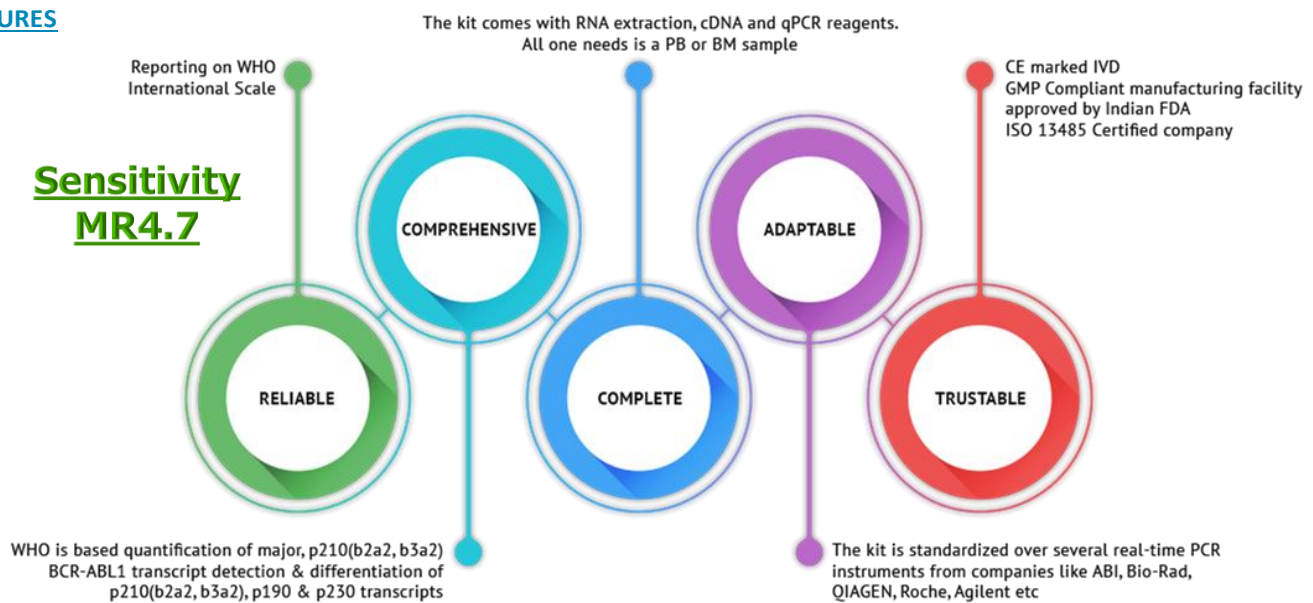 URES
The kit comes with RNA extraction, cDNA and qPCR reagents.
All one needs is a PB or BM sample
Reporting on WHO
International Scale
CE marked IVD
GMP Compliant manufacturing facility
approved by Indian FDA
ISO 13485 Certified company
Sensitivity
MR4.7
COMPREHENSIVE
ADAPTABLE
RELIABLE
COMPLETE
TRUSTABLE
WHO is based quantification of major, p210(b2a2, b3a2)
BCR-ABL1 transcript detection & differentiation of
p210(b2a2, b3a2), p190 & p230 transcripts
The kit is standardized over several real-time PCR
instruments from companies like ABI, Bio-Rad,
QIAGEN, Roche, Agilent etc